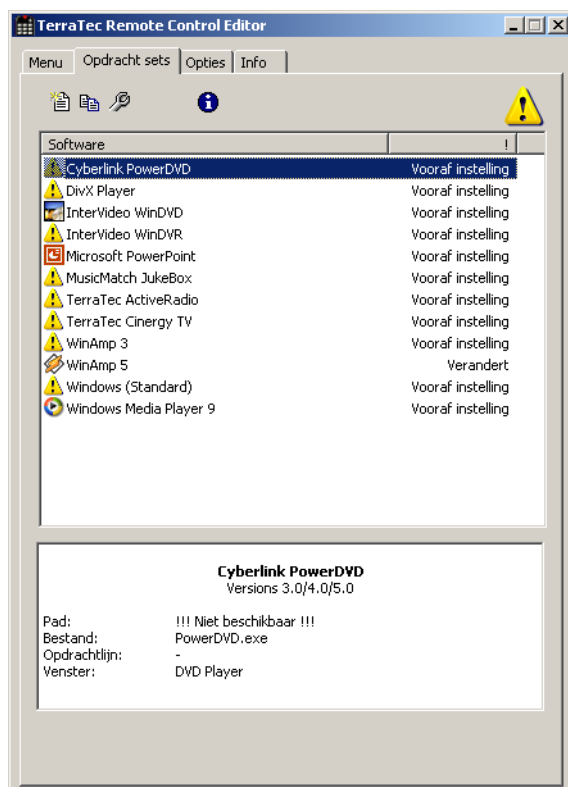 TerraTec Remote Control Editor
Menu Opdracht sets Opties Info
Software !
Cyberlink PowerDVD Vooraf instelling
DivX Player Vooraf instelling
InterVideo WinDVD Vooraf instelling
InterVideo WinDVR Vooraf instelling
Microsoft PowerPoint Vooraf instelling
MusicMatch JukeBox Vooraf instelling
TerraTec ActiveRadio Vooraf instelling
TerraTec Cinergy TV Vooraf instelling
WinAmp 3 Vooraf instelling
WinAmp 5 Verandert
Windows (Standard) Vooraf instelling
Windows Media Player 9 Vooraf instelling
Cyberlink PowerDVD
Versions 3.0/4.0/5.0
Pad: !!! Niet beschikbaar !!!
Bestand: PowerDVD.exe
Opdrachtlijn: -
Venster: DVD Player